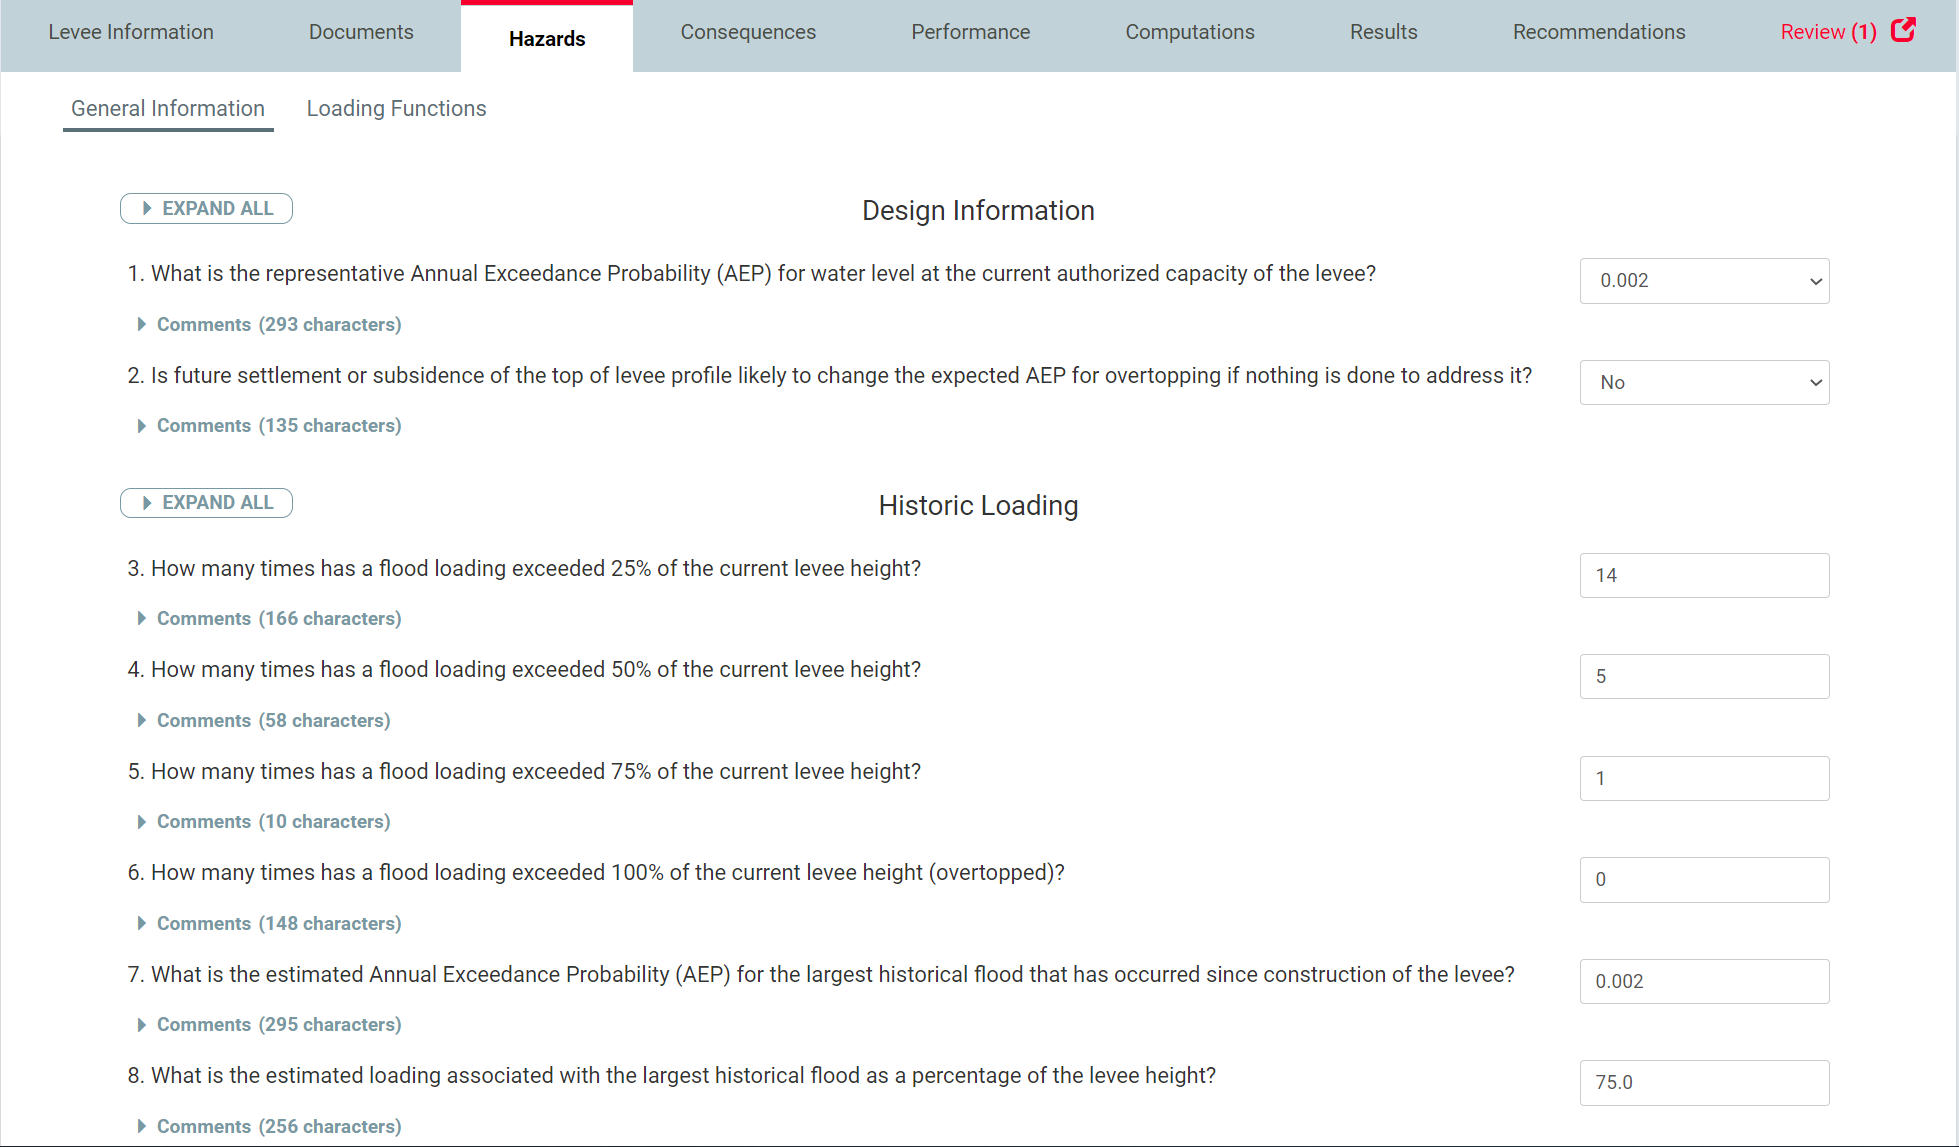 Levee Information Documents Hazards Consequences Performance Computations Results Recommendations Review (1)
General Information Loading Functions
EXPAND ALL Design Information
1. What is the representative Annual Exceedance Probability (AEP) for water level at the current authorized capacity of the levee? 0.002
Comments (293 characters)
2. Is future settlement or subsidence of the top of levee profile likely to change the expected AEP for overtopping if nothing is done to address it? No
Comments (135 characters)
EXPAND ALL Historic Loading
3. How many times has a flood loading exceeded 25% of the current levee height? 14
Comments (166 characters)
4. How many times has a flood loading exceeded 50% of the current levee height? 5
Comments (58 characters)
5. How many times has a flood loading exceeded 75% of the current levee height? 1
Comments (10 characters)
6. How many times has a flood loading exceeded 100% of the current levee height (overtopped)? 0
Comments (148 characters)
7. What is the estimated Annual Exceedance Probability (AEP) for the largest historical flood that has occurred since construction of the levee? 0.002
Comments (295 characters)
8. What is the estimated loading associated with the largest historical flood as a percentage of the levee height? 75.0
Comments (256 characters)